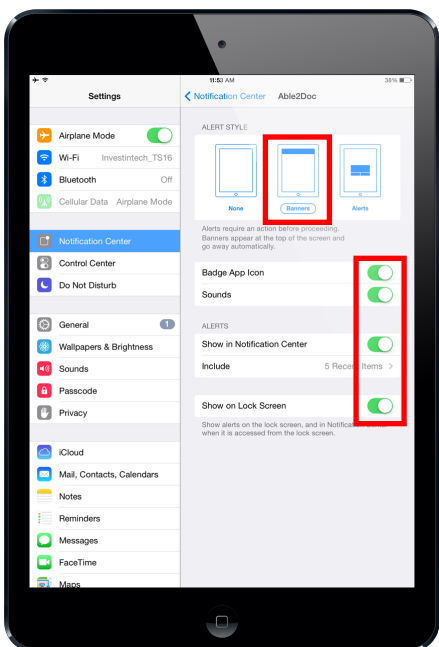 11:53 AM
38%
Settings
Notification Center
Able2Doc
Airplane Mode
Wi-Fi Investintech_TS16
Bluetooth Off
Cellular Data Airplane Mode
Notification Center
Control Center
Do Not Disturb
General 1
Wallpapers & Brightness
Sounds
Passcode
Privacy
iCloud
Mail, Contacts, Calendars
Notes
Reminders
Messages
FaceTime
Maps
ALERT STYLE
None Banners Alerts
Alerts require an action before proceeding.
Banners appear at the top of the screen and
go away automatically.
Badge App Icon
Sounds
ALERTS
Show in Notification Center
Include 5 Recent Items
Show on Lock Screen
Show alerts on the lock screen, and in Notification Center
when it is accessed from the lock screen.